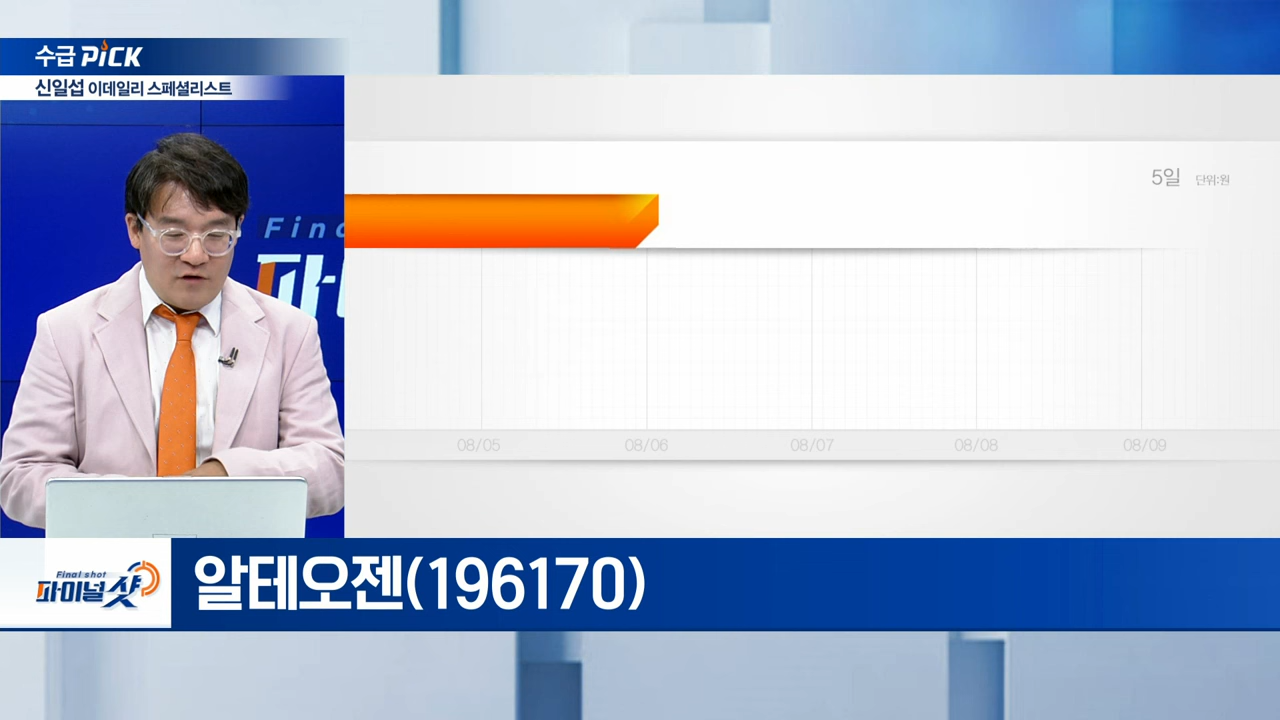 수급 PiCK
신일섭 이데일리 스페셜리스트
5일 단위:원
Fina
파
08/05 08/06 08/07 08/08 08/09
Final shot
파이널샷
알테오젠(196170)